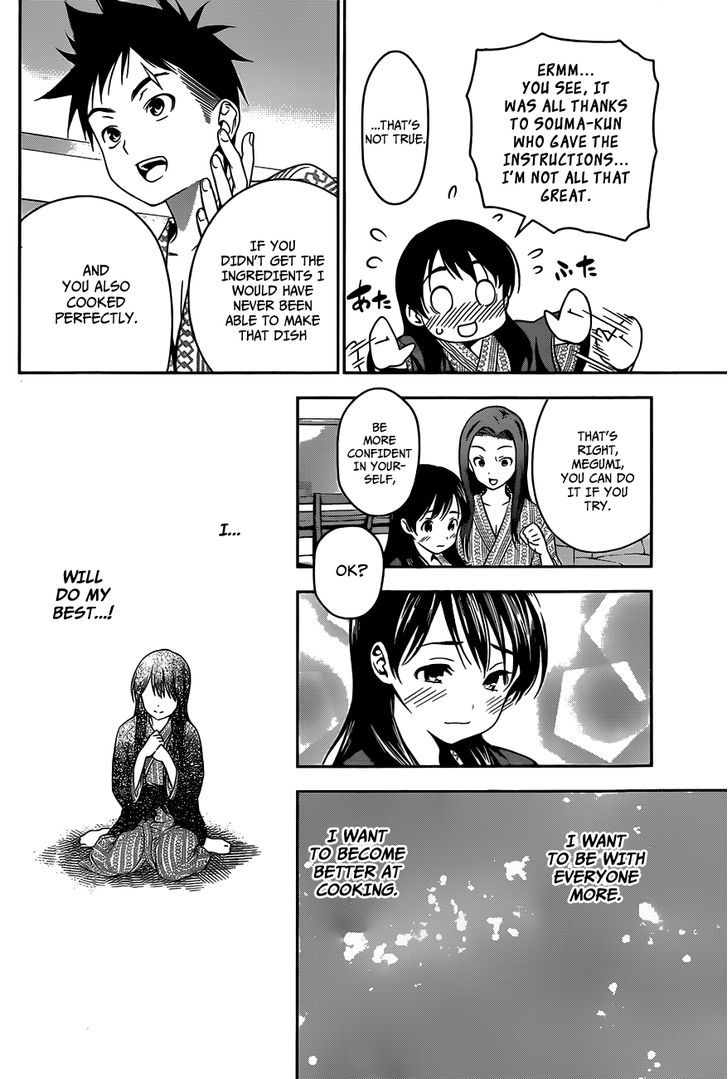 ERMM...
YOU SEE, IT
WAS ALL THANKS
TO SOUMA-KUN
WHO GAVE THE
INSTRUCTIONS...
I'M NOT ALL THAT
GREAT.
...THAT'S
NOT TRUE.
ふた
あた
IF YOU
DIDN'T GET THE
INGREDIENTS I
WOULD HAVE
NEVER BEEN
ABLE TO MAKE
THAT DISH
AND
YOU ALSO
COOKED
PERFECTLY.
THAT'S
RIGHT,
MEGUMI,
YOU CAN DO
IT IF YOU
TRY.
BE
MORE
CONFIDENT
IN YOUR-
SELF,
OK?
I WANT
TO BE WITH
EVERYONE
MORE.
I WANT
TO BECOME
BETTER AT
COOKING.
I...
WILL
DO MY
BEST...!